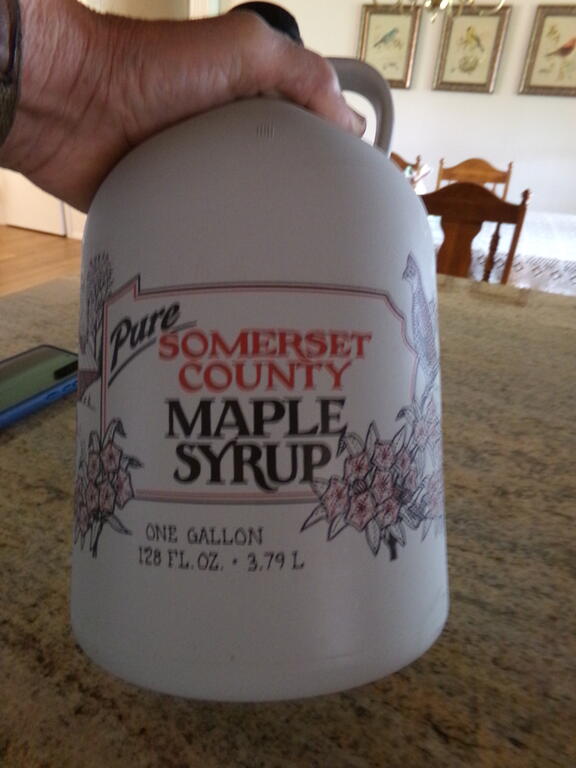 Pure
SOMERSET
COUNTY
MAPLE
SYRUP
ONE GALLON
128 FL. OZ. • 3.79 L